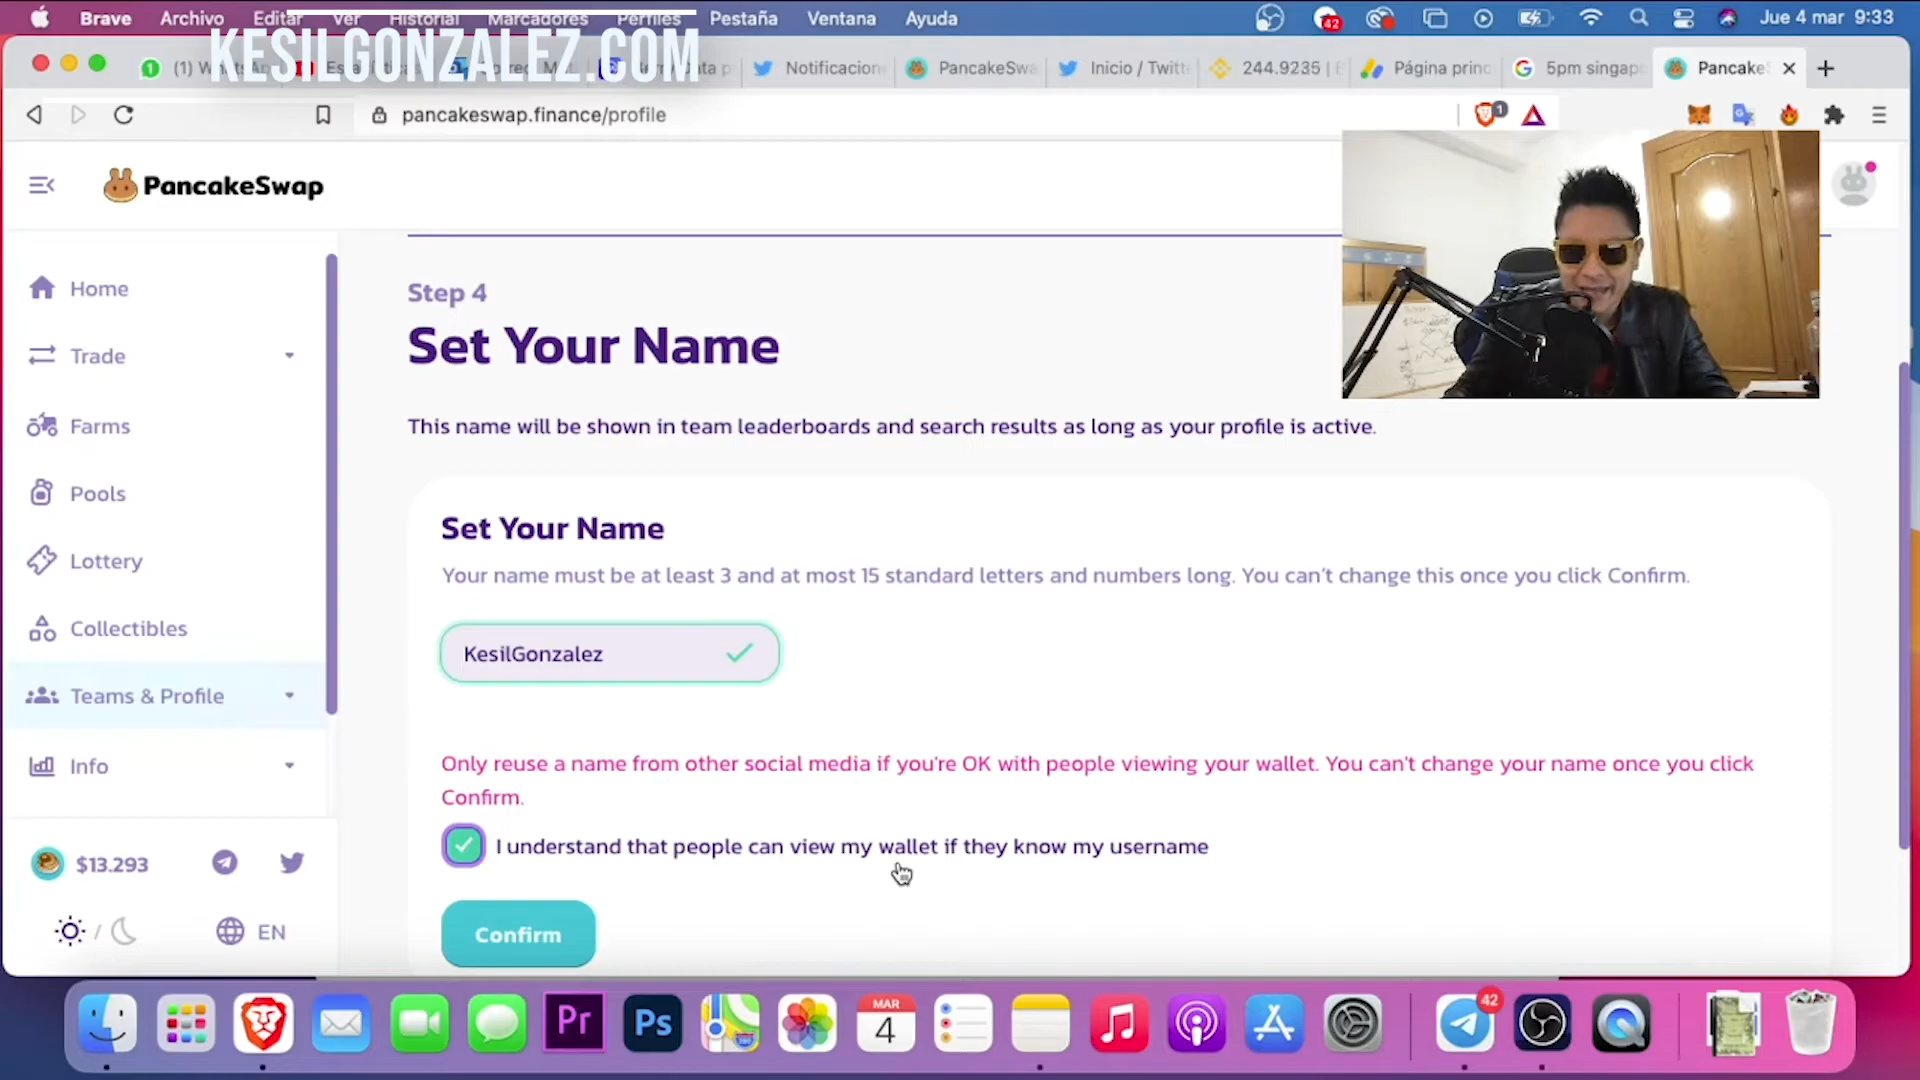 Brave Archivo Editar Ver Historial Marcadores Perfiles Pestaña Ventana Ayuda
42
Jue 4 mar 9:33
KESILGONZALEZ.COM
1
(1)
Notificacion
PancakeSwa
Inicio / Twitt
244.9235 |
Página princ
5pm singap
Pancake
pancakeswap.finance/profile
1
PancakeSwap
Home
Trade
Farms
Pools
Lottery
Collectibles
Teams & Profile
Info
$13.293
EN
Step 4
Set Your Name
This name will be shown in team leaderboards and search results as long as your profile is active.
Set Your Name
Your name must be at least 3 and at most 15 standard letters and numbers long. You can't change this once you click Confirm.
KesilGonzalez
Only reuse a name from other social media if you're OK with people viewing your wallet. You can't change your name once you click
Confirm.
I understand that people can view my wallet if they know my username
Confirm
Pr
Ps
MAR
4
42